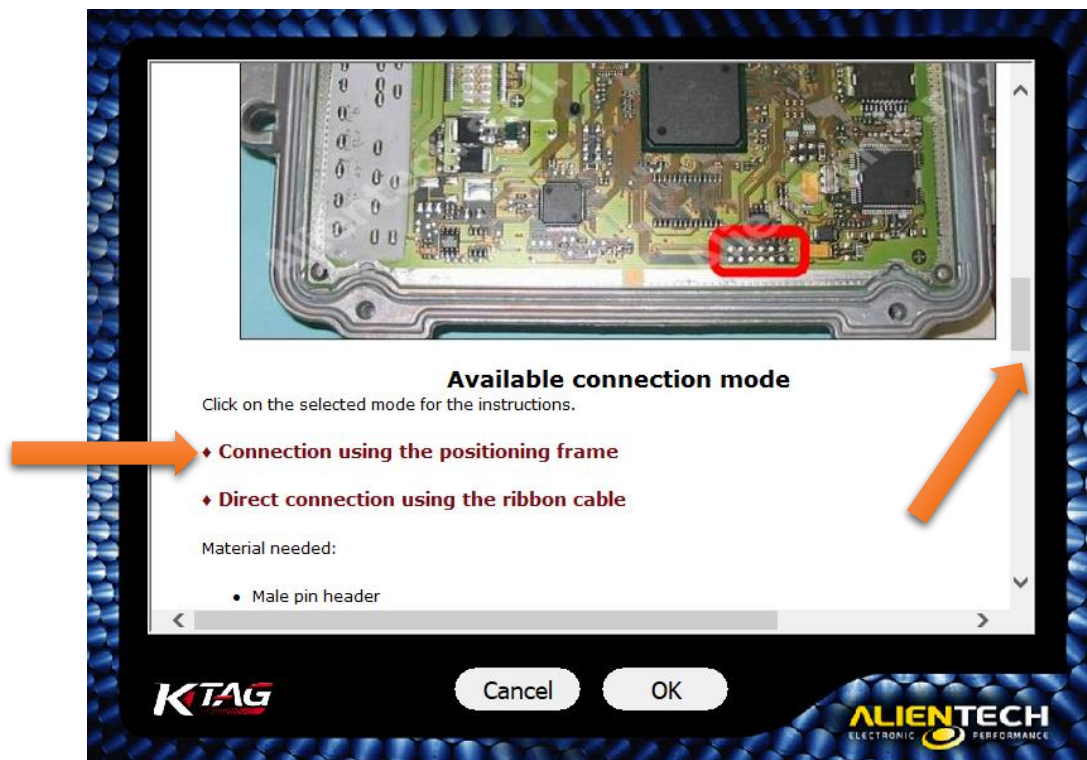 Available connection mode
Click on the selected mode for the instructions.
♦ Connection using the positioning frame
♦ Direct connection using the ribbon cable
Material needed:
• Male pin header
KTAG
Cancel
OK
ALIENTECH
ELECTRONIC PERFORMANCE